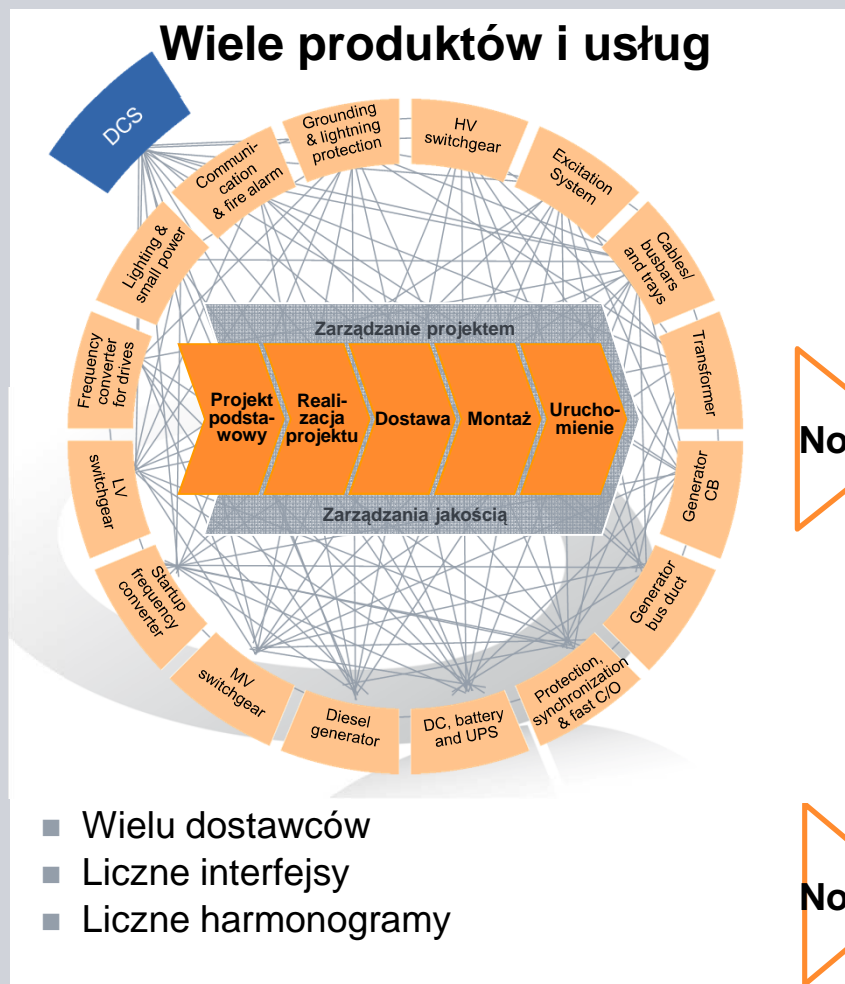 Wiele produktów i usług
DCS
Communi-
cation
& fire alarm
Grounding
& lightning
protection
HV
switchgear
Excitation
System
Cables/
busbars
and trays
Transformer
Generator
CB
Generator
bus duct
Protection,
synchronization
& fast C/O
DC, battery
and UPS
Diesel
generator
MV
switchgear
Startup
frequency
converter
LV
switchgear
Frequency
converter
for drives
Lighting &
small power
Zarządzanie projektem
Projekt
podsta-
wowy
Reali-
zacja
projektu
Dostawa
Montaż
Urucho-
mienie
Zarządzania jakością
No
Wielu dostawców
Liczne interfejsy
Liczne harmonogramy
No